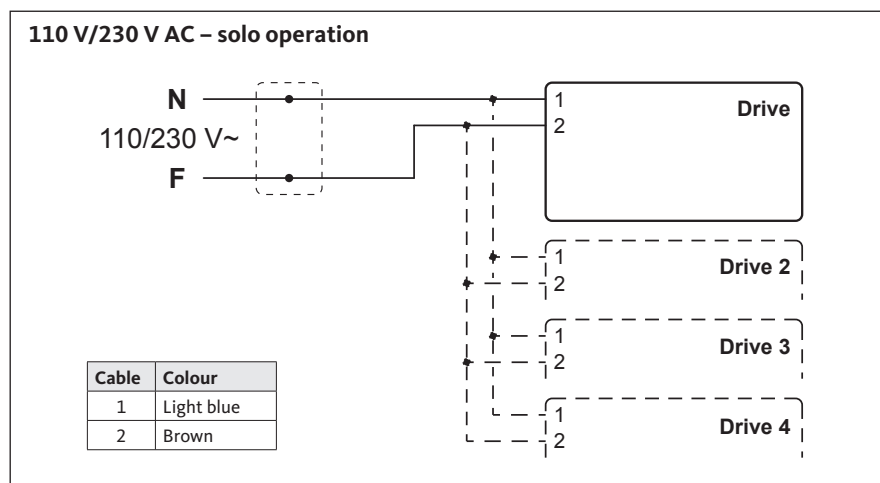 110 V/230 V AC – solo operation
N
110/230 V~
F
1
2
Drive
1
2
Drive 2
1
2
Drive 3
1
2
Drive 4
Cable Colour
1 Light blue
2 Brown